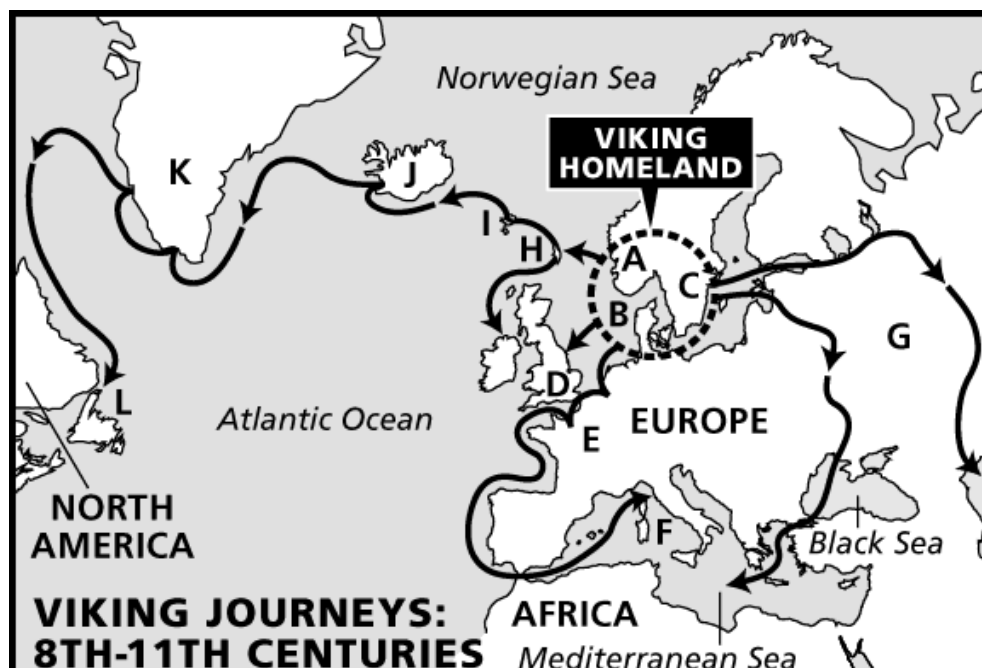 Norwegian Sea
VIKING
HOMELAND
K
J
I
H
A
C
B
G
D
L
Atlantic Ocean
E
EUROPE
NORTH
AMERICA
F
Black Sea
VIKING JOURNEYS:
8TH-11TH CENTURIES
AFRICA
Mediterranean Sea